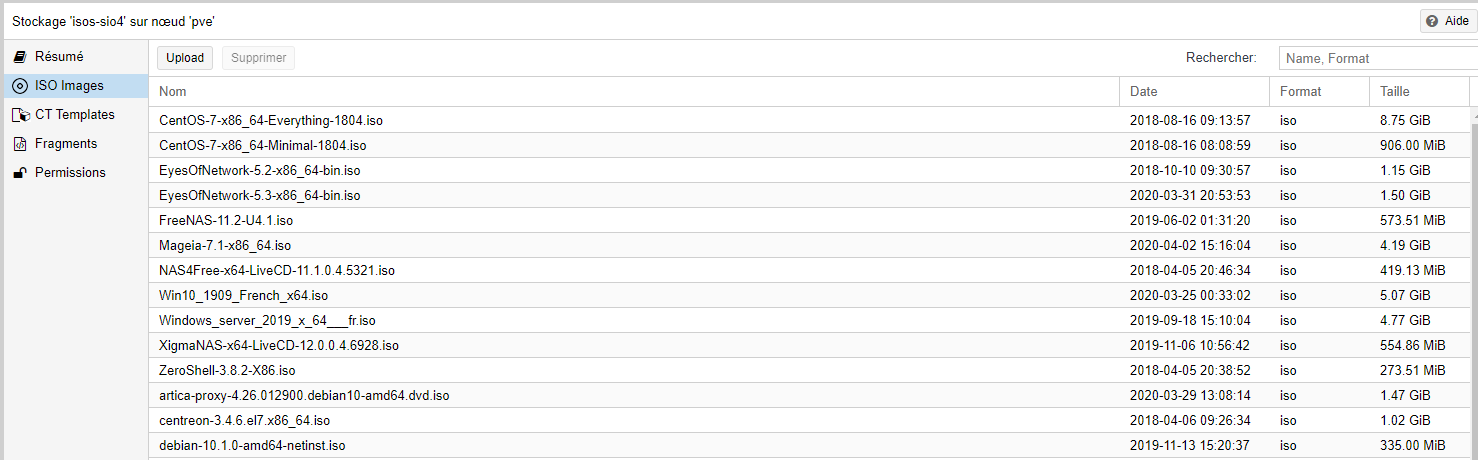 Stockage 'isos-sio4' sur nœud 'pve' Aide
Résumé Upload Supprimer Rechercher: Name, Format
ISO Images Nom Date Format Taille
CT Templates CentOS-7-x86_64-Everything-1804.iso 2018-08-16 09:13:57 iso 8.75 GiB
Fragments CentOS-7-x86_64-Minimal-1804.iso 2018-08-16 08:08:59 iso 906.00 MiB
Permissions EyesOfNetwork-5.2-x86_64-bin.iso 2018-10-10 09:30:57 iso 1.15 GiB
EyesOfNetwork-5.3-x86_64-bin.iso 2020-03-31 20:53:53 iso 1.50 GiB
FreeNAS-11.2-U4.1.iso 2019-06-02 01:31:20 iso 573.51 MiB
Mageia-7.1-x86_64.iso 2020-04-02 15:16:04 iso 4.19 GiB
NAS4Free-x64-LiveCD-11.1.0.4.5321.iso 2018-04-05 20:46:34 iso 419.13 MiB
Win10_1909_French_x64.iso 2020-03-25 00:33:02 iso 5.07 GiB
Windows_server_2019_x_64___fr.iso 2019-09-18 15:10:04 iso 4.77 GiB
XigmaNAS-x64-LiveCD-12.0.0.4.6928.iso 2019-11-06 10:56:42 iso 554.86 MiB
ZeroShell-3.8.2-X86.iso 2018-04-05 20:38:52 iso 273.51 MiB
artica-proxy-4.26.012900.debian10-amd64.dvd.iso 2020-03-29 13:08:14 iso 1.47 GiB
centreon-3.4.6.el7.x86_64.iso 2018-04-06 09:26:34 iso 1.02 GiB
debian-10.1.0-amd64-netinst.iso 2019-11-13 15:20:37 iso 335.00 MiB